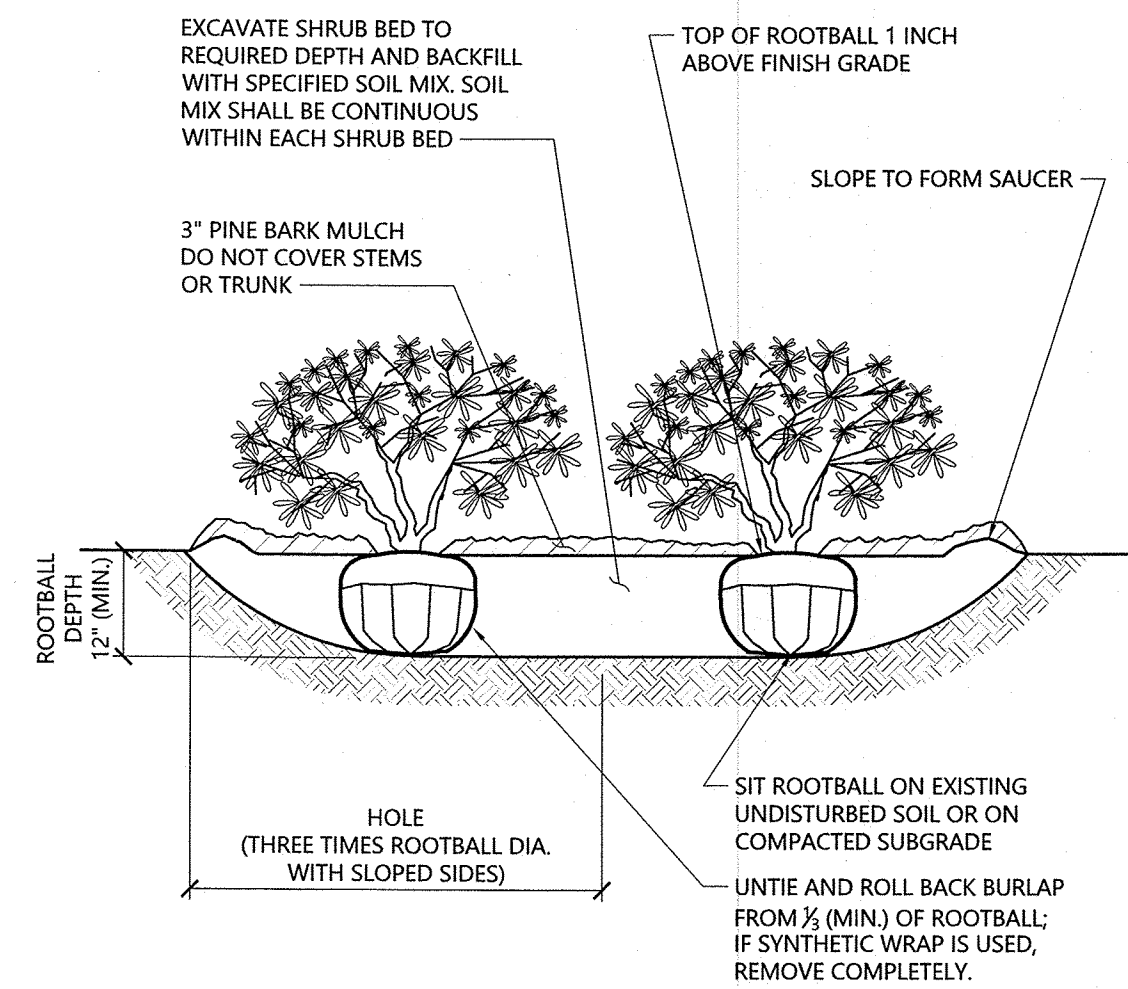 EXCAVATE SHRUB BED TO
REQUIRED DEPTH AND BACKFILL
WITH SPECIFIED SOIL MIX. SOIL
MIX SHALL BE CONTINUOUS
WITHIN EACH SHRUB BED
TOP OF ROOTBALL 1 INCH
ABOVE FINISH GRADE
SLOPE TO FORM SAUCER
3" PINE BARK MULCH
DO NOT COVER STEMS
OR TRUNK
ROOTBALL
DEPTH
12" (MIN.)
HOLE
(THREE TIMES ROOTBALL DIA.
WITH SLOPED SIDES)
SIT ROOTBALL ON EXISTING
UNDISTURBED SOIL OR ON
COMPACTED SUBGRADE
UNTIE AND ROLL BACK BURLAP
FROM ⅓ (MIN.) OF ROOTBALL;
IF SYNTHETIC WRAP IS USED,
REMOVE COMPLETELY.